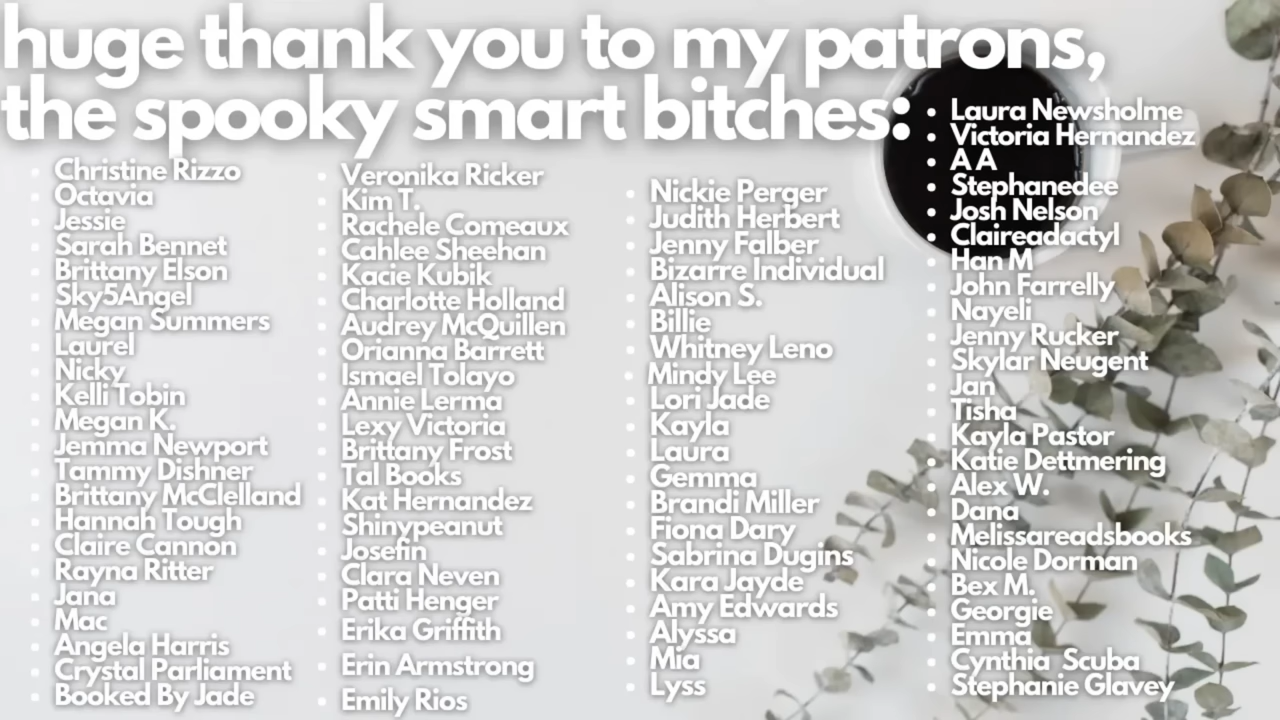 huge thank you to my patrons,
the spooky smart bitches:
Christine Rizzo
Octavia
Jessie
Sarah Bennet
Brittany Elson
Sky5Angel
Megan Summers
Laurel
Nicky
Kelli Tobin
Megan K.
Jemma Newport
Tammy Dishner
Brittany McClelland
Hannah Tough
Claire Cannon
Rayna Ritter
Jana
Mac
Angela Harris
Crystal Parliament
Booked By Jade
Veronika Ricker
Kim T.
Rachele Comeaux
Cahlee Sheehan
Kacie Kubik
Charlotte Holland
Audrey McQuillen
Orianna Barrett
Ismael Tolayo
Annie Lerma
Lexy Victoria
Brittany Frost
Tal Books
Kat Hernandez
Shinypeanut
Josefin
Clara Neven
Patti Henger
Erika Griffith
Erin Armstrong
Emily Rios
Nickie Perger
Judith Herbert
Jenny Falber
Bizarre Individual
Alison S.
Billie
Whitney Leno
Mindy Lee
Lori Jade
Kayla
Laura
Gemma
Brandi Miller
Fiona Dary
Sabrina Dugins
Kara Jayde
Amy Edwards
Alyssa
Mia
Lyss
Laura Newsholme
Victoria Hernandez
A A
Stephanedee
Josh Nelson
Claireadactyl
Han M
John Farrelly
Nayeli
Jenny Rucker
Skylar Neugent
Jan
Tisha
Kayla Pastor
Katie Dettmering
Alex W.
Dana
Melissareadsbooks
Nicole Dorman
Bex M.
Georgie
Emma
Cynthia Scuba
Stephanie Glavey